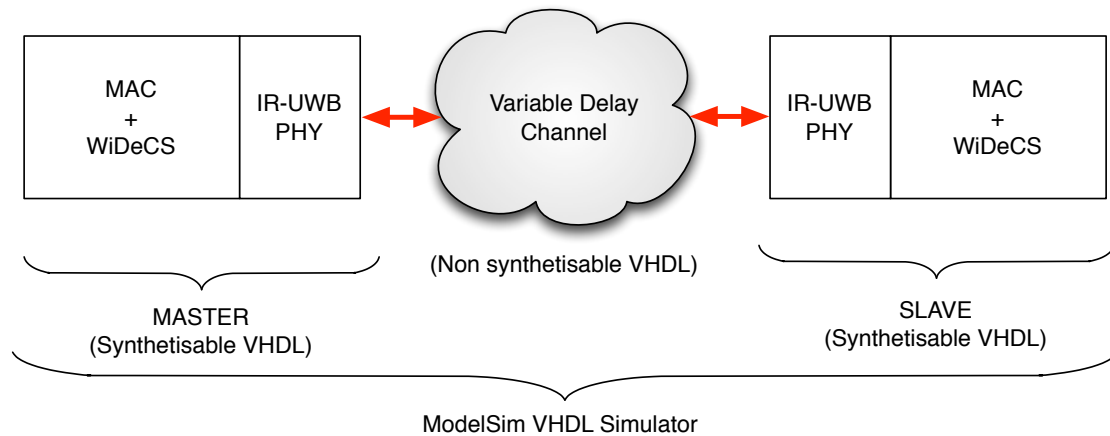 MAC
+
WiDeCS
IR-UWB
PHY
Variable Delay
Channel
IR-UWB
PHY
MAC
+
WiDeCS
(Non synthetisable VHDL)
MASTER
(Synthetisable VHDL)
SLAVE
(Synthetisable VHDL)
ModelSim VHDL Simulator